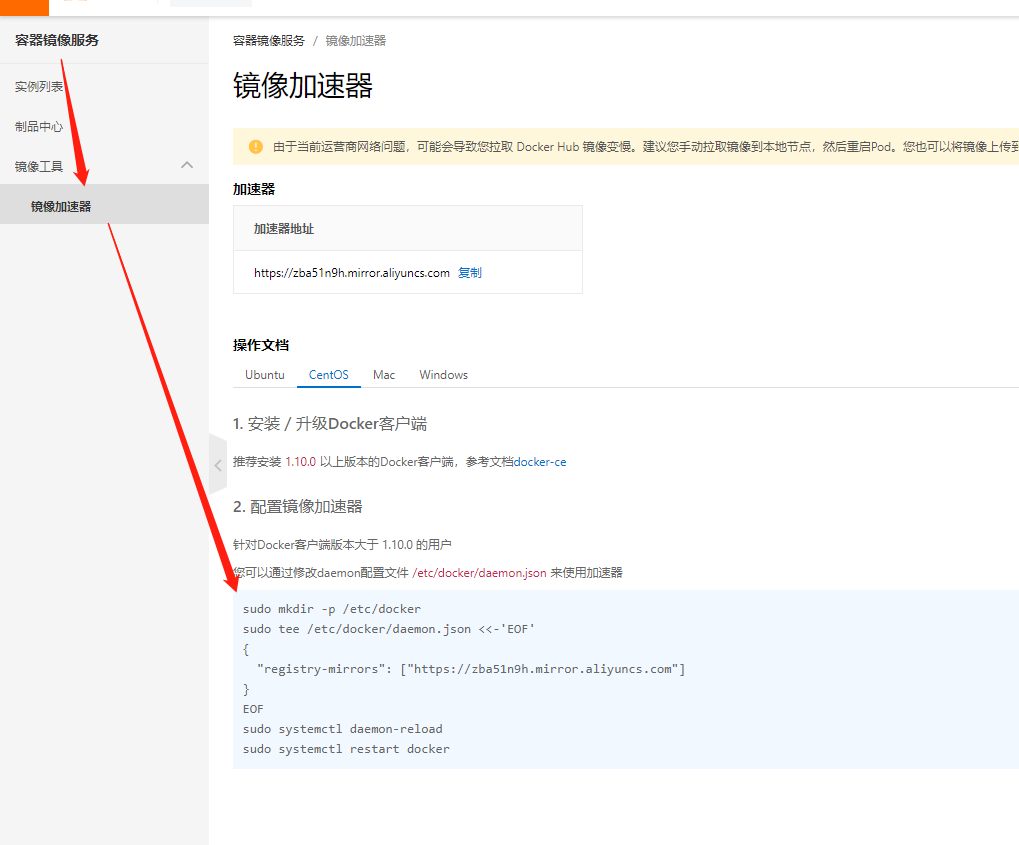 容器镜像服务
实例列表
制品中心
镜像工具
镜像加速器
容器镜像服务 / 镜像加速器
镜像加速器
由于当前运营商网络问题，可能会导致您拉取 Docker Hub 镜像变慢。建议您手动拉取镜像到本地节点，然后重启Pod。您也可以将镜像上传到
加速器
加速器地址
https://zba51n9h.mirror.aliyuncs.com 复制
操作文档
Ubuntu CentOS Mac Windows
1. 安装 / 升级Docker客户端
推荐安装 1.10.0 以上版本的Docker客户端，参考文档docker-ce
2. 配置镜像加速器
针对Docker客户端版本大于 1.10.0 的用户
您可以通过修改daemon配置文件 /etc/docker/daemon.json 来使用加速器
sudo mkdir -p /etc/docker
sudo tee /etc/docker/daemon.json <<-'EOF'
{
  "registry-mirrors": ["https://zba51n9h.mirror.aliyuncs.com"]
}
EOF
sudo systemctl daemon-reload
sudo systemctl restart docker